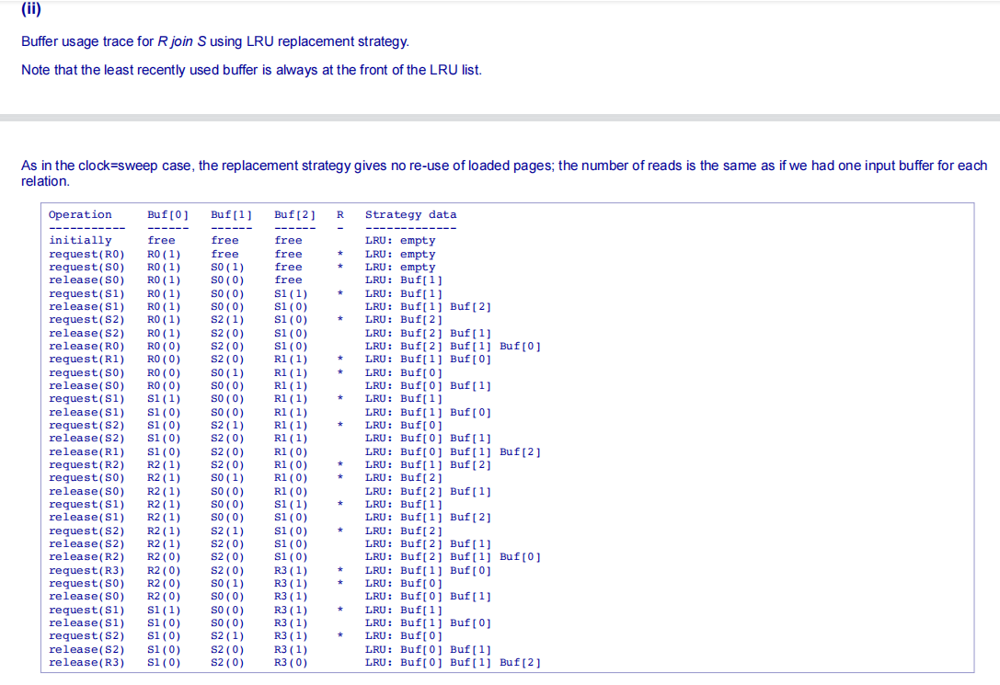 (ii)
Buffer usage trace for R join S using LRU replacement strategy.
Note that the least recently used buffer is always at the front of the LRU list.
As in the clock=sweep case, the replacement strategy gives no re-use of loaded pages; the number of reads is the same as if we had one input buffer for each
relation.
Operation Buf[0] Buf[1] Buf[2] R Strategy data
----------- ------ ------ ------ - -------------
initially free free free LRU: empty
request(R0) R0(1) free free * LRU: empty
request(S0) R0(1) S0(1) free * LRU: empty
release(S0) R0(1) S0(0) free LRU: Buf[1]
request(S1) R0(1) S0(0) S1(1) * LRU: Buf[1]
release(S1) R0(1) S0(0) S1(0) LRU: Buf[1] Buf[2]
request(S2) R0(1) S2(1) S1(0) * LRU: Buf[2]
release(S2) R0(1) S2(0) S1(0) LRU: Buf[2] Buf[1]
release(R0) R0(0) S2(0) S1(0) LRU: Buf[2] Buf[1] Buf[0]
request(R1) R0(0) S2(0) R1(1) * LRU: Buf[1] Buf[0]
request(S0) R0(0) S0(1) R1(1) * LRU: Buf[0]
release(S0) R0(0) S0(0) R1(1) LRU: Buf[0] Buf[1]
request(S1) S1(1) S0(0) R1(1) * LRU: Buf[1]
release(S1) S1(0) S0(0) R1(1) LRU: Buf[1] Buf[0]
request(S2) S1(0) S2(1) R1(1) * LRU: Buf[0]
release(S2) S1(0) S2(0) R1(1) LRU: Buf[0] Buf[1]
release(R1) S1(0) S2(0) R1(0) LRU: Buf[0] Buf[1] Buf[2]
request(R2) R2(1) S2(0) R1(0) * LRU: Buf[1] Buf[2]
request(S0) R2(1) S0(1) R1(0) * LRU: Buf[2]
release(S0) R2(1) S0(0) R1(0) LRU: Buf[2] Buf[1]
request(S1) R2(1) S0(0) S1(1) * LRU: Buf[1]
release(S1) R2(1) S0(0) S1(0) LRU: Buf[1] Buf[2]
request(S2) R2(1) S2(1) S1(0) * LRU: Buf[2]
release(S2) R2(1) S2(0) S1(0) LRU: Buf[2] Buf[1]
release(R2) R2(0) S2(0) S1(0) LRU: Buf[2] Buf[1] Buf[0]
request(R3) R2(0) S2(0) R3(1) * LRU: Buf[1] Buf[0]
request(S0) R2(0) S0(1) R3(1) * LRU: Buf[0]
release(S0) R2(0) S0(0) R3(1) LRU: Buf[0] Buf[1]
request(S1) S1(1) S0(0) R3(1) * LRU: Buf[1]
release(S1) S1(0) S0(0) R3(1) LRU: Buf[1] Buf[0]
request(S2) S1(0) S2(1) R3(1) * LRU: Buf[0]
release(S2) S1(0) S2(0) R3(1) LRU: Buf[0] Buf[1]
release(R3) S1(0) S2(0) R3(0) LRU: Buf[0] Buf[1] Buf[2]